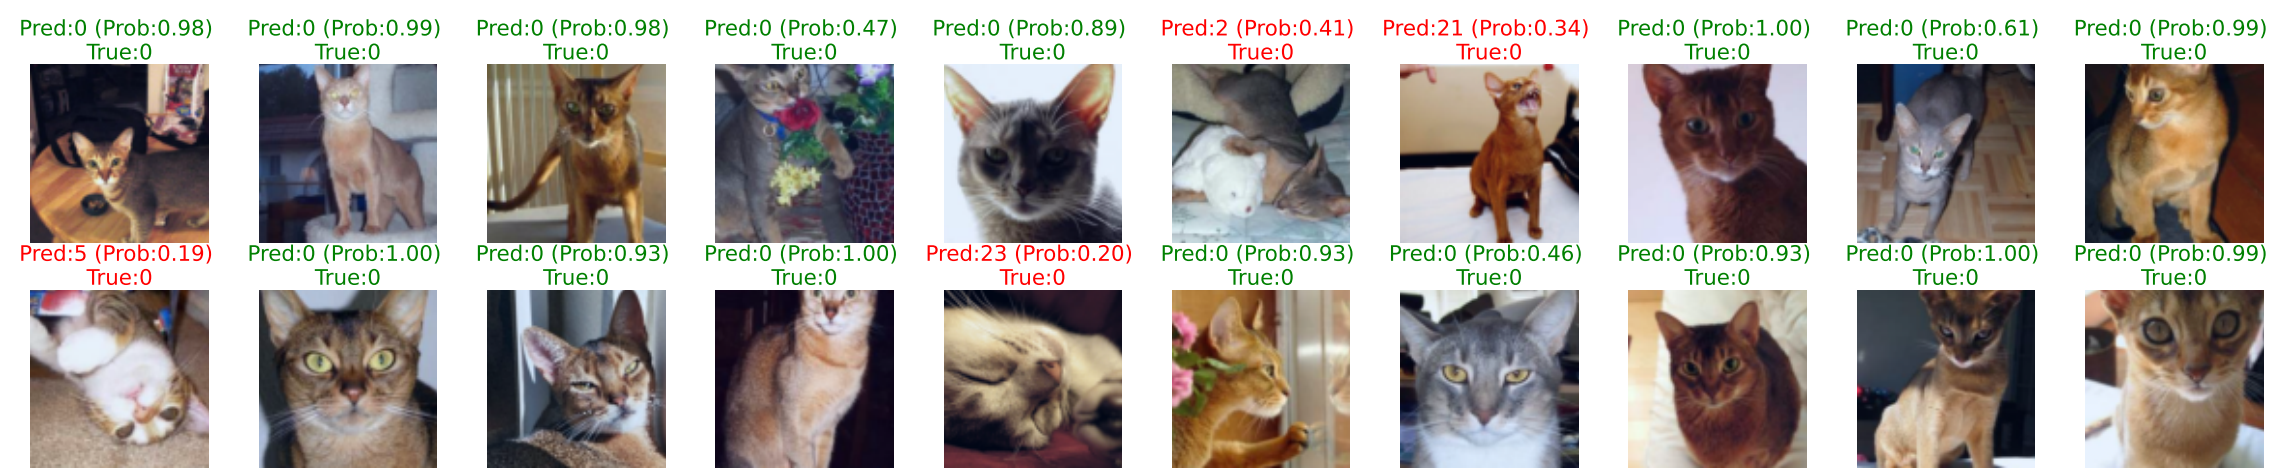 Pred:0 (Prob:0.98) Pred:0 (Prob:0.99) Pred:0 (Prob:0.98) Pred:0 (Prob:0.47) Pred:0 (Prob:0.89) Pred:2 (Prob:0.41) Pred:21 (Prob:0.34) Pred:0 (Prob:1.00) Pred:0 (Prob:0.61) Pred:0 (Prob:0.99)
True:0 True:0 True:0 True:0 True:0 True:0 True:0 True:0 True:0 True:0
Pred:5 (Prob:0.19) Pred:0 (Prob:1.00) Pred:0 (Prob:0.93) Pred:0 (Prob:1.00) Pred:23 (Prob:0.20) Pred:0 (Prob:0.93) Pred:0 (Prob:0.46) Pred:0 (Prob:0.93) Pred:0 (Prob:1.00) Pred:0 (Prob:0.99)
True:0 True:0 True:0 True:0 True:0 True:0 True:0 True:0 True:0 True:0